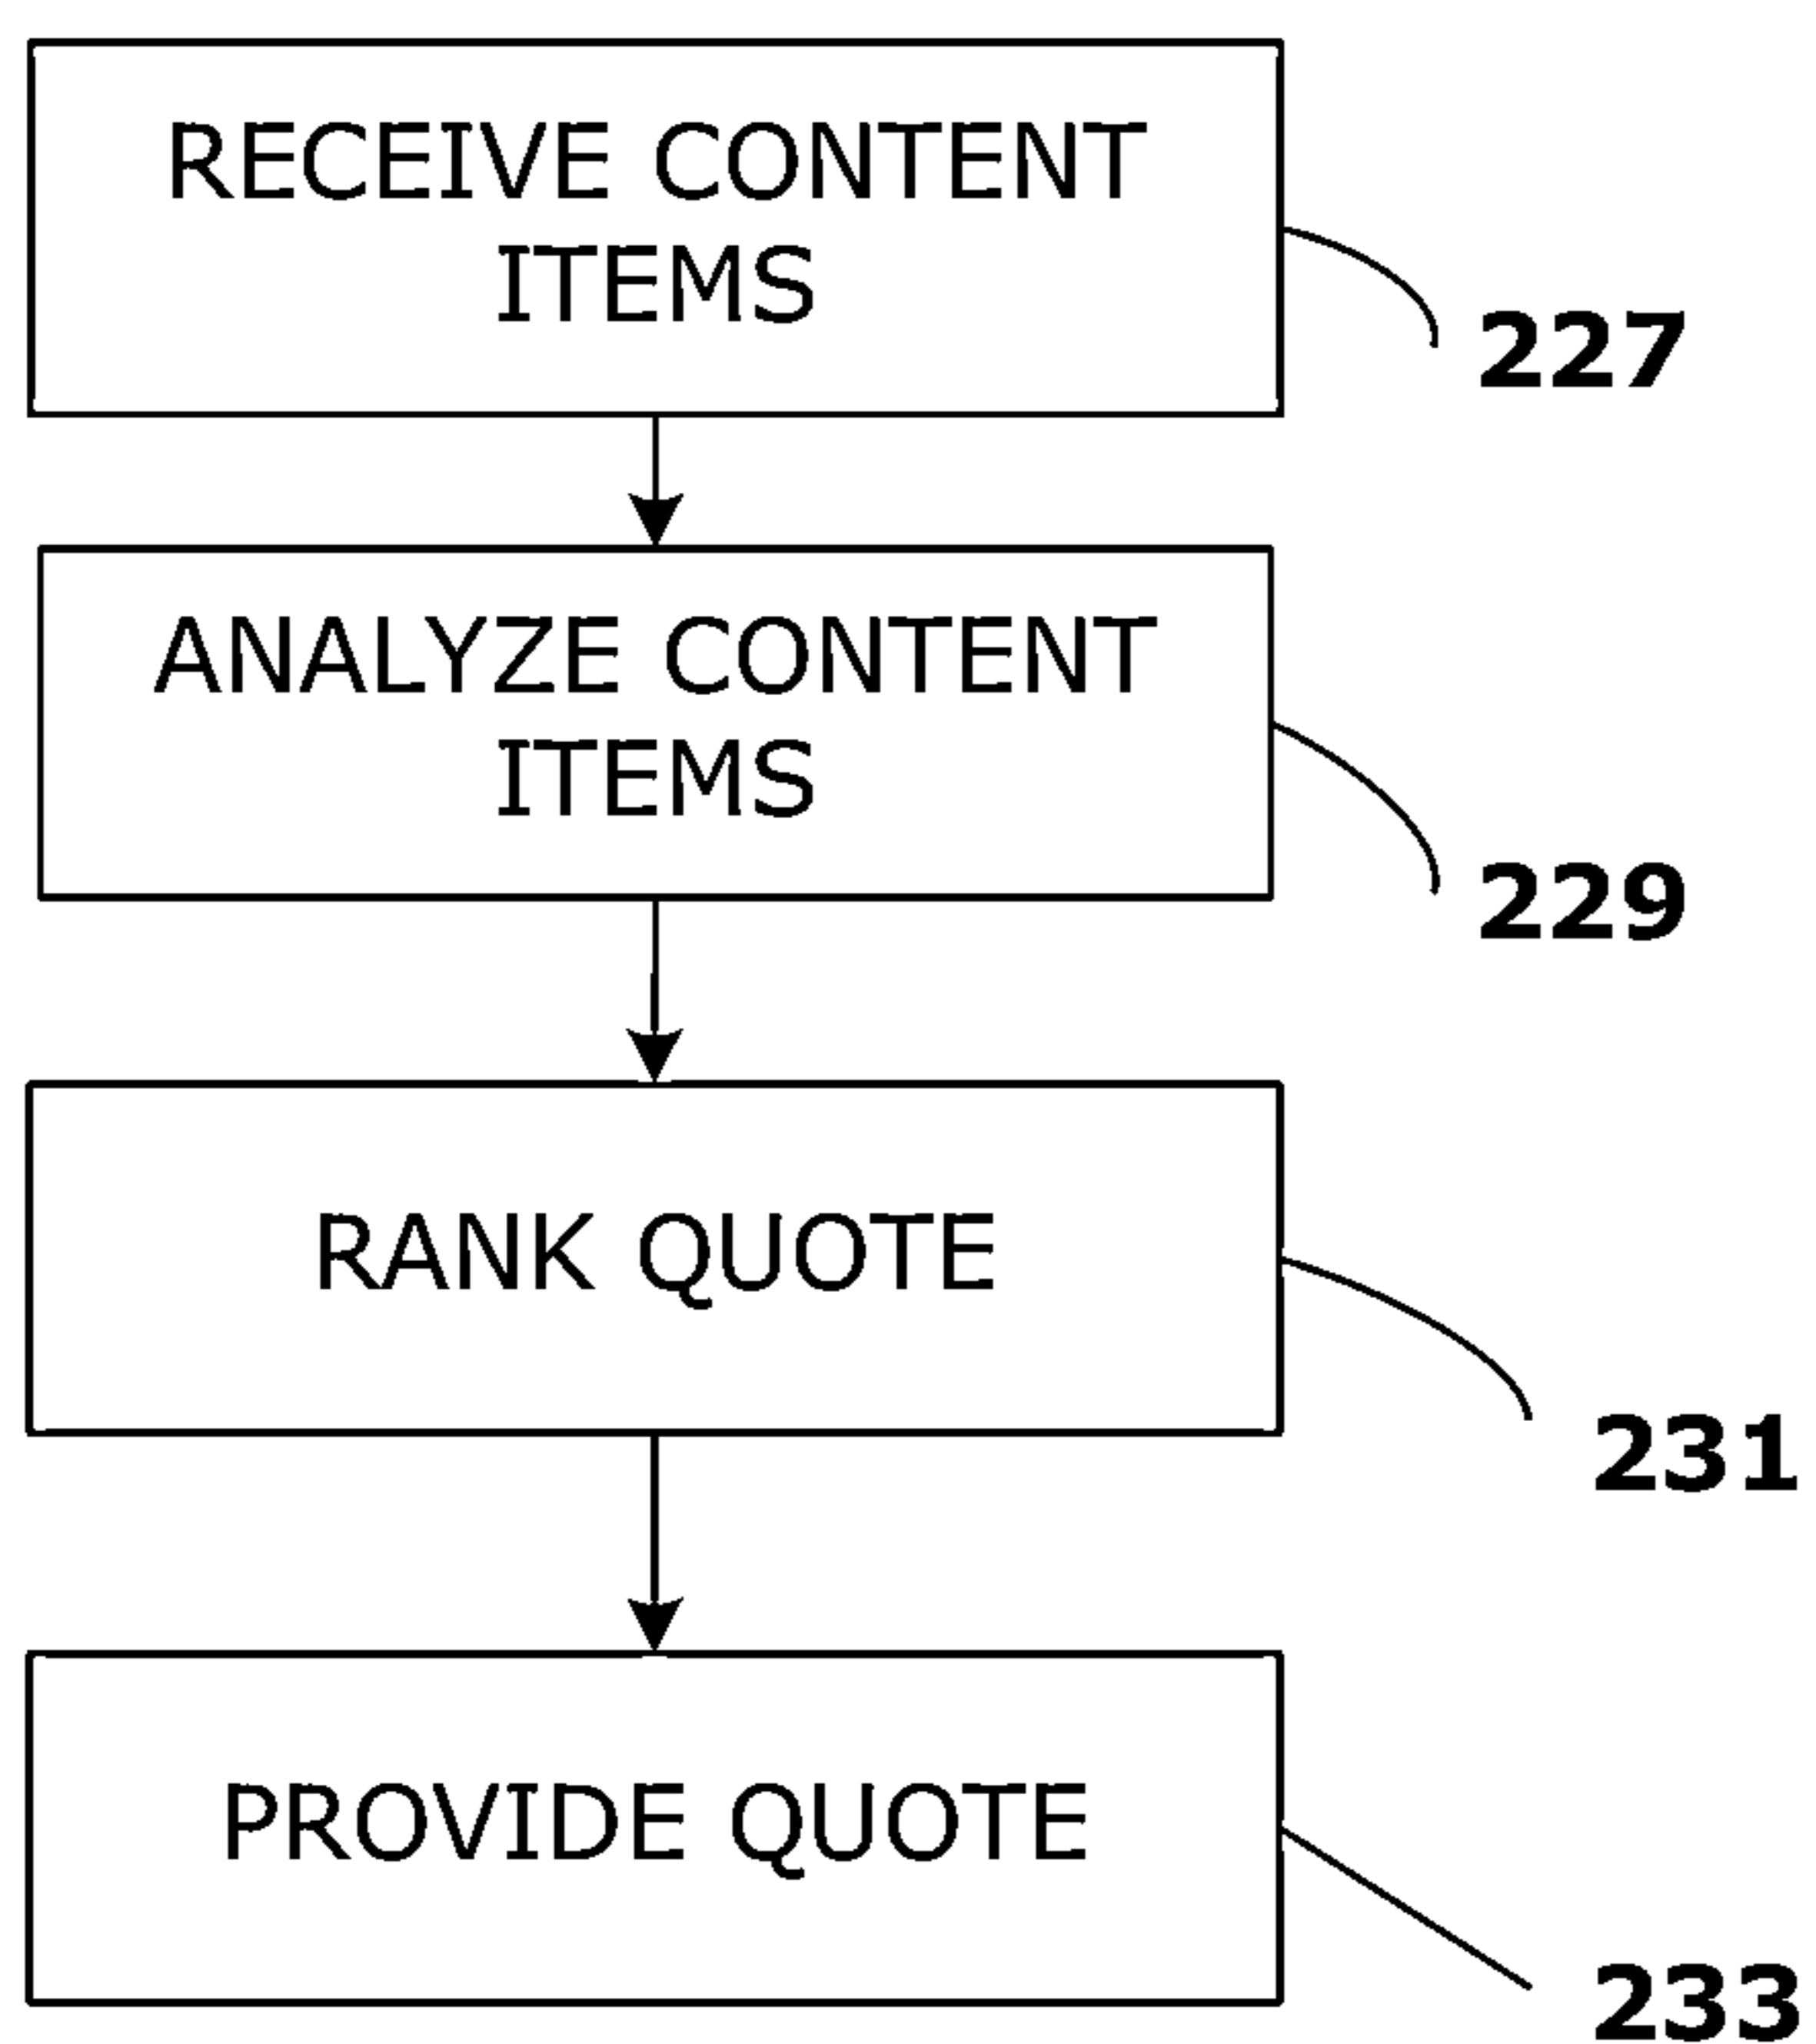 RECEIVE CONTENT
ITEMS
227
ANALYZE CONTENT
ITEMS
229
RANK QUOTE
231
PROVIDE QUOTE
233